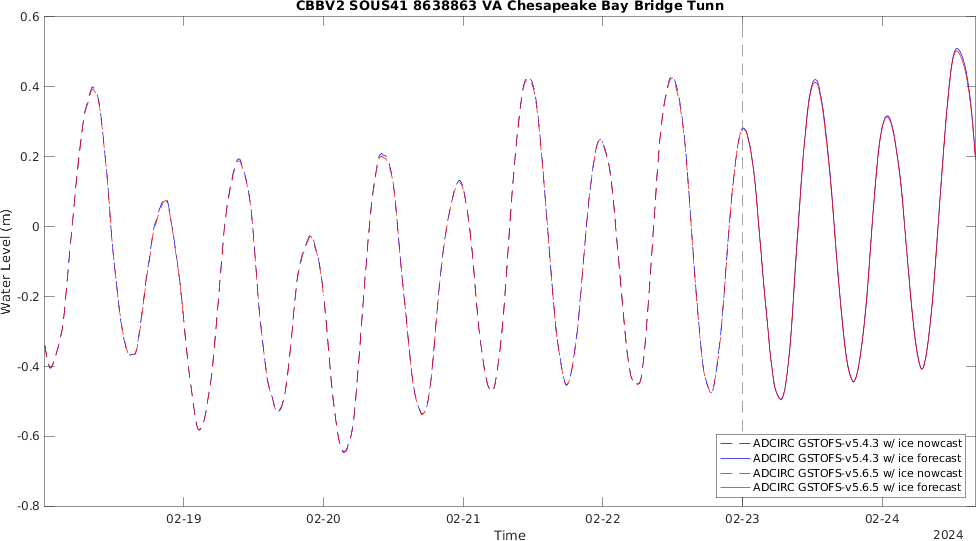 CBBV2 SOUS41 8638863 VA Chesapeake Bay Bridge Tunn
0.6
0.4
0.2
0
-0.2
-0.4
-0.6
-0.8
Water Level (m)
02-19
02-20
02-21
02-22
02-23
02-24
Time
2024
ADCIRC GSTOFS-v5.4.3 w/ ice nowcast
ADCIRC GSTOFS-v5.4.3 w/ ice forecast
ADCIRC GSTOFS-v5.6.5 w/ ice nowcast
ADCIRC GSTOFS-v5.6.5 w/ ice forecast